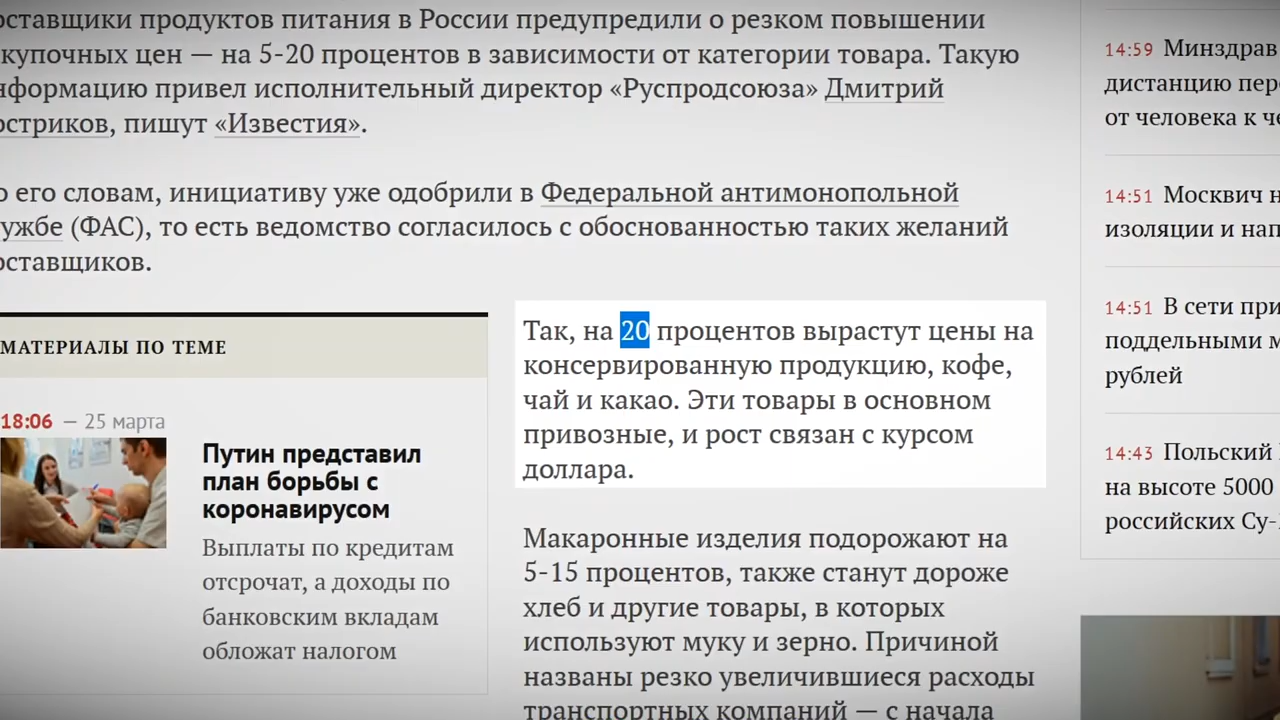 оставщики продуктов питания в России предупредили о резком повышении
купочных цен — на 5-20 процентов в зависимости от категории товара. Такую
нформацию привел исполнительный директор «Руспродсоюза» Дмитрий
остриков, пишут «Известия».
о его словам, инициативу уже одобрили в Федеральной антимонопольной
ужбе (ФАС), то есть ведомство согласилось с обоснованностью таких желаний
оставщиков.
МАТЕРИАЛЫ ПО ТЕМЕ
18:06 — 25 марта
Путин представил
план борьбы с
коронавирусом
Выплаты по кредитам
отсрочат, а доходы по
банковским вкладам
обложат налогом
Так, на 20 процентов вырастут цены на
консервированную продукцию, кофе,
чай и какао. Эти товары в основном
привозные, и рост связан с курсом
доллара.
Макаронные изделия подорожают на
5-15 процентов, также станут дороже
хлеб и другие товары, в которых
используют муку и зерно. Причиной
названы резко увеличившиеся расходы
транспортных компаний — с начала
14:59 Минздрав
дистанцию пер
от человека к че
14:51 Москвич н
изоляции и нап
14:51 В сети при
поддельными м
рублей
14:43 Польский
на высоте 5000
российских Су-